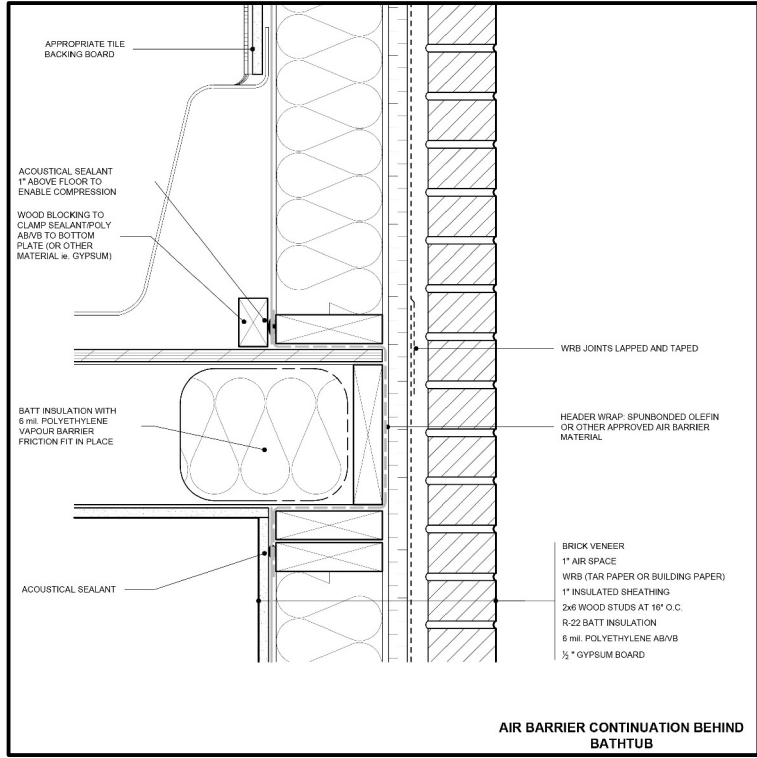 APPROPRIATE TILE
BACKING BOARD
ACOUSTICAL SEALANT
1" ABOVE FLOOR TO
ENABLE COMPRESSION
WOOD BLOCKING TO
CLAMP SEALANT/POLY
AB/VB TO BOTTOM
PLATE (OR OTHER
MATERIAL ie. GYPSUM)
WRB JOINTS LAPPED AND TAPED
BATT INSULATION WITH
6 mil. POLYETHYLENE
VAPOUR BARRIER
FRICTION FIT IN PLACE
HEADER WRAP: SPUNBONDED OLEFIN
OR OTHER APPROVED AIR BARRIER
MATERIAL
ACOUSTICAL SEALANT
BRICK VENEER
1" AIR SPACE
WRB (TAR PAPER OR BUILDING PAPER)
1" INSULATED SHEATHING
2x6 WOOD STUDS AT 16" O.C.
R-22 BATT INSULATION
6 mil. POLYETHYLENE AB/VB
½ " GYPSUM BOARD
AIR BARRIER CONTINUATION BEHIND
BATHTUB